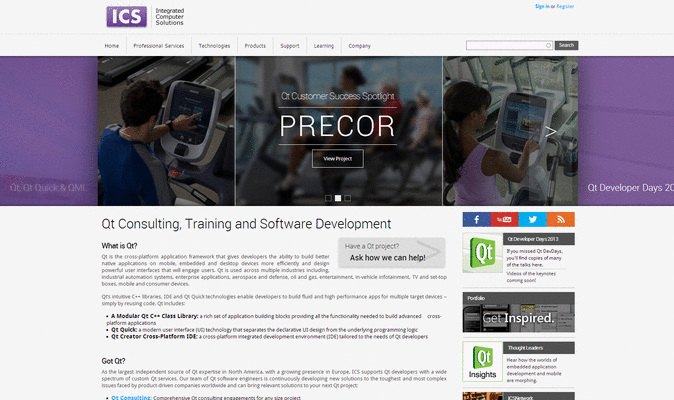 ICS Integrated
Computer
Solutions
Sign in or Register
Home Professional Services Technologies Products Support Learning Company Search
Qt Customer Success Spotlight
PRECOR
View Project
>
Qt, Qt Quick & QML
Qt Developer Days 20
Qt Consulting, Training and Software Development
What is Qt?
Qt is the cross-platform application framework that gives developers the ability to build better
native applications on mobile, embedded and desktop devices more efficiently and design
powerful user interfaces that will engage users. Qt is used across multiple industries including,
industrial automation systems, enterprise applications, aerospace and defense, oil and gas, entertainment, in-vehicle infotainment, TV and set-top
boxes, mobile and consumer devices.
Have a Qt project?
Ask how we can help!
Qt's intuitive C++ libraries, IDE and Qt Quick technologies enable developers to build fluid and high performance apps for multiple target devices –
simply by reusing code. Qt includes:
• A Modular Qt C++ Class Library: a rich set of application building blocks providing all the functionality needed to build advanced cross-
platform applications
• Qt Quick: a modern user interface (UI) technology that separates the declarative UI design from the underlying programming logic
• Qt Creator Cross-Platform IDE: a cross-platform integrated development environment (IDE) tailored to the needs of Qt developers
Got Qt?
As the largest independent source of Qt expertise in North America, with a growing presence in Europe, ICS supports Qt developers with a wide
spectrum of custom Qt services. Our team of Qt software engineers is continuously developing new solutions to the toughest and most complex
issues faced by product-driven companies worldwide and can bring relevant solutions to your next Qt project:
• Qt Consulting: Comprehensive Qt consulting engagements for any size project
f You Tube
Qt
Qt Developer Days 2013
If you missed Qt DevDays,
you'll find copies of many
of the talks here.
Videos of the keynotes
coming soon!
Portfolio
Get Inspired.
Qt
Insights
Thought Leaders
Hear how the worlds of
embedded application
development and mobile
are morphing.
ICSNetwork